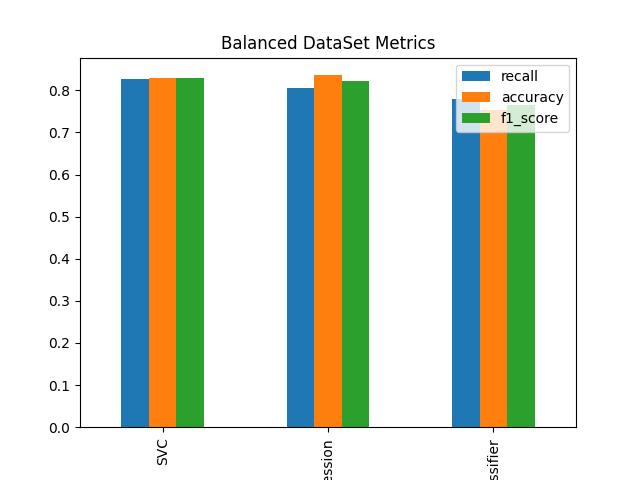 Balanced DataSet Metrics
recall
accuracy
f1_score
0.8
0.7
0.6
0.5
0.4
0.3
0.2
0.1
0.0
SVC
ession
ssifier